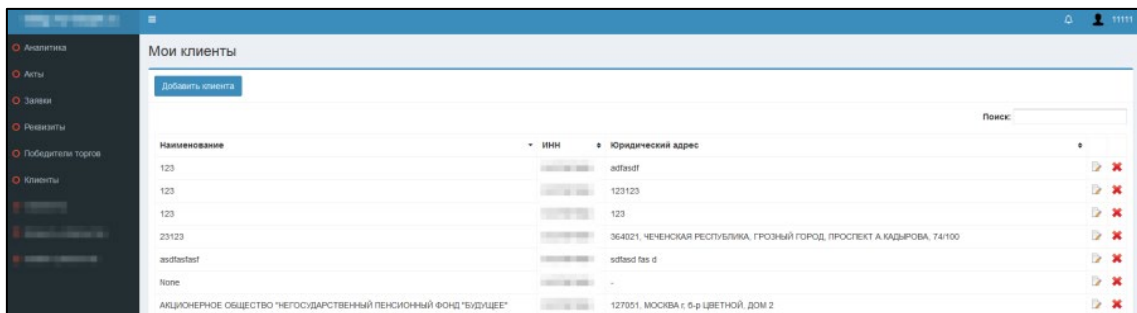 11111
Аналитика
Мои клиенты
Акты
Добавить клиента
Заявки
Реквизиты
Поиск:
Победители торгов
Клиенты
Наименование ИНН Юридический адрес
123 adfasdf
123 123123
123 123
23123 364021, ЧЕЧЕНСКАЯ РЕСПУБЛИКА, ГРОЗНЫЙ ГОРОД, ПРОСПЕКТ А.КАДЫРОВА, 74/100
asdfasfasf sdfasd fas d
None -
АКЦИОНЕРНОЕ ОБЩЕСТВО "НЕГОСУДАРСТВЕННЫЙ ПЕНСИОННЫЙ ФОНД "БУДУЩЕЕ" 127051, МОСКВА г, б-р ЦВЕТНОЙ, ДОМ 2